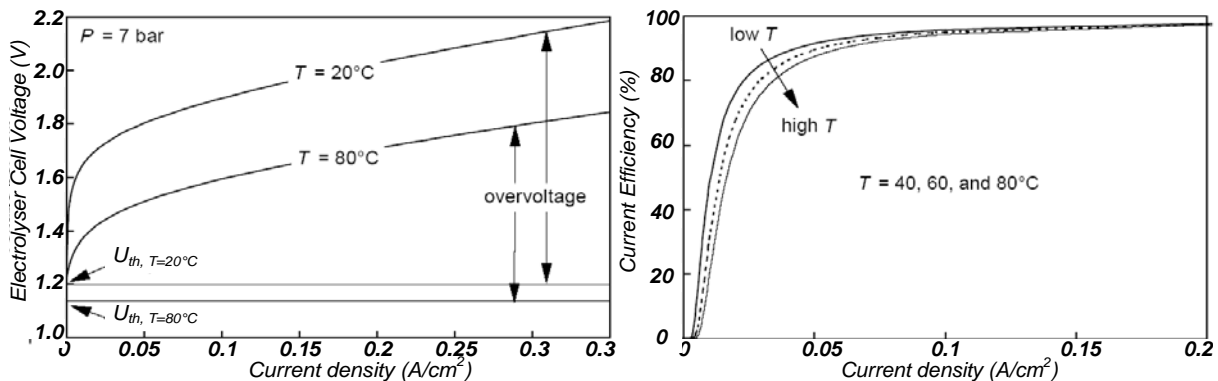 Electrolyser Cell Voltage (V)
2.2
2.0
1.8
1.6
1.4
1.2
1.0
P = 7 bar
T = 20°C
T = 80°C
overvoltage
U_th, T=20°C
U_th, T=80°C
0 0.05 0.1 0.15 0.2 0.25 0.3 0.3
Current density (A/cm²)
Current Efficiency (%)
100
80
60
40
20
0
low T
high T
T = 40, 60, and 80°C
0 0.05 0.1 0.15 0.2
Current density (A/cm²)